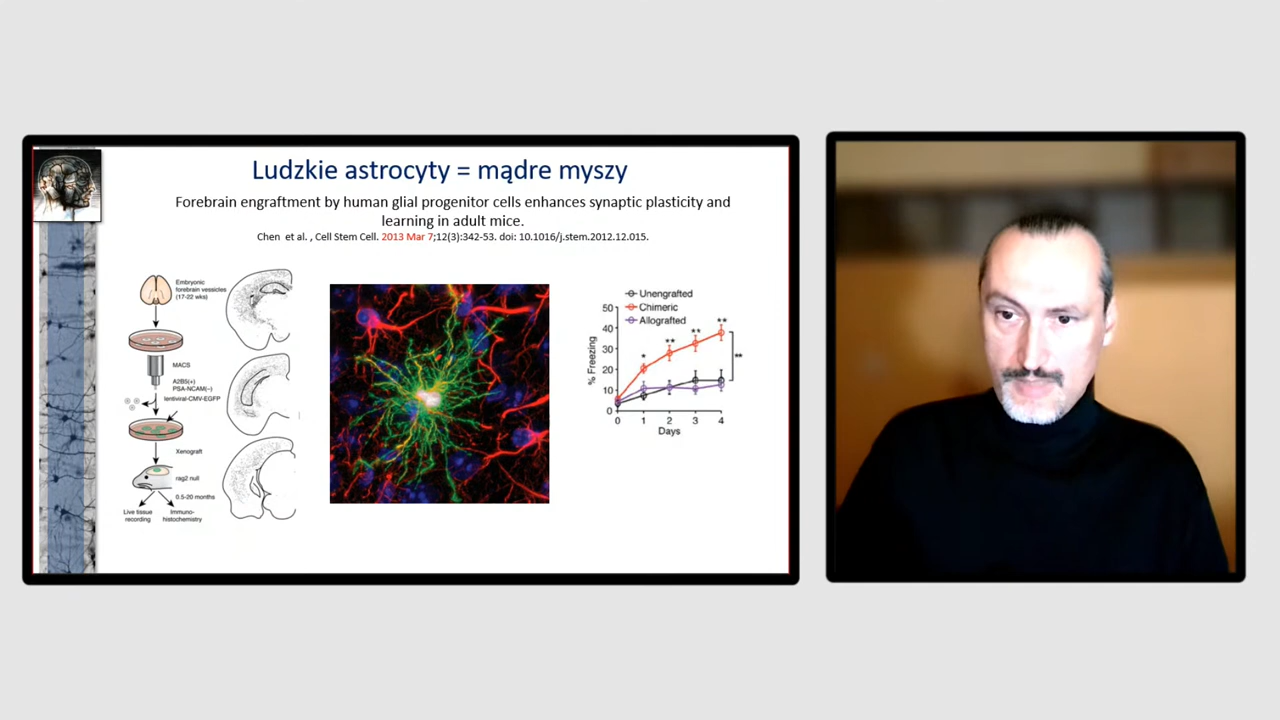 Ludzkie astrocyty = mądre myszy
Forebrain engraftment by human glial progenitor cells enhances synaptic plasticity and
learning in adult mice.
Chen et al. , Cell Stem Cell. 2013 Mar 7;12(3):342-53. doi: 10.1016/j.stem.2012.12.015.
Embryonic
forebrain vessicles
(17-22 wks)
MACS
A2B5(+)
PSA-NCAM(–)
lentiviral-CMV-EGFP
Xenograft
rag2 null
0.5-20 months
Live tissue
recording
Immuno-
histochemistry
Unengrafted
Chimeric
Allografted
% Freezing
50
40
30
20
10
0
*
**
**
**
**
0 1 2 3 4
Days